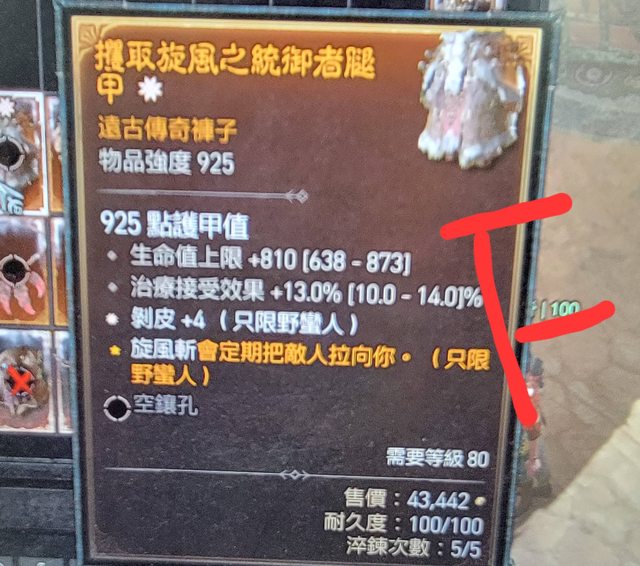 攫取旋風之統御者腿
甲
遠古傳奇褲子
物品強度 925
925 點護甲值
生命值上限 +810 [638 - 873]
治療接受效果 +13.0% [10.0 - 14.0]%
剝皮 +4 （只限野蠻人）
旋風斬會定期把敵人拉向你。（只限
野蠻人）
空鑲孔
需要等級 80
售價：43,442
耐久度：100/100
淬鍊次數：5/5
下
100